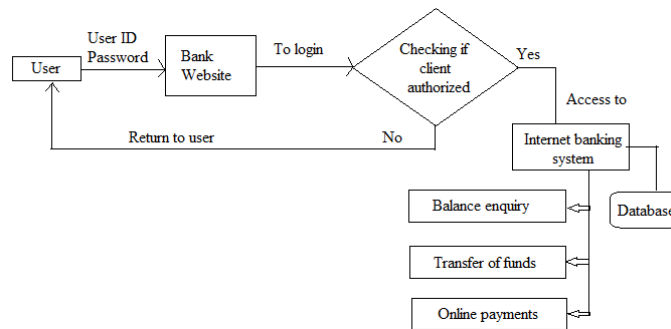 User ID
Password
User
Bank
Website
To login
Checking if
client
authorized
Yes
Access to
Return to user
No
Internet banking
system
Balance enquiry
Database
Transfer of funds
Online payments